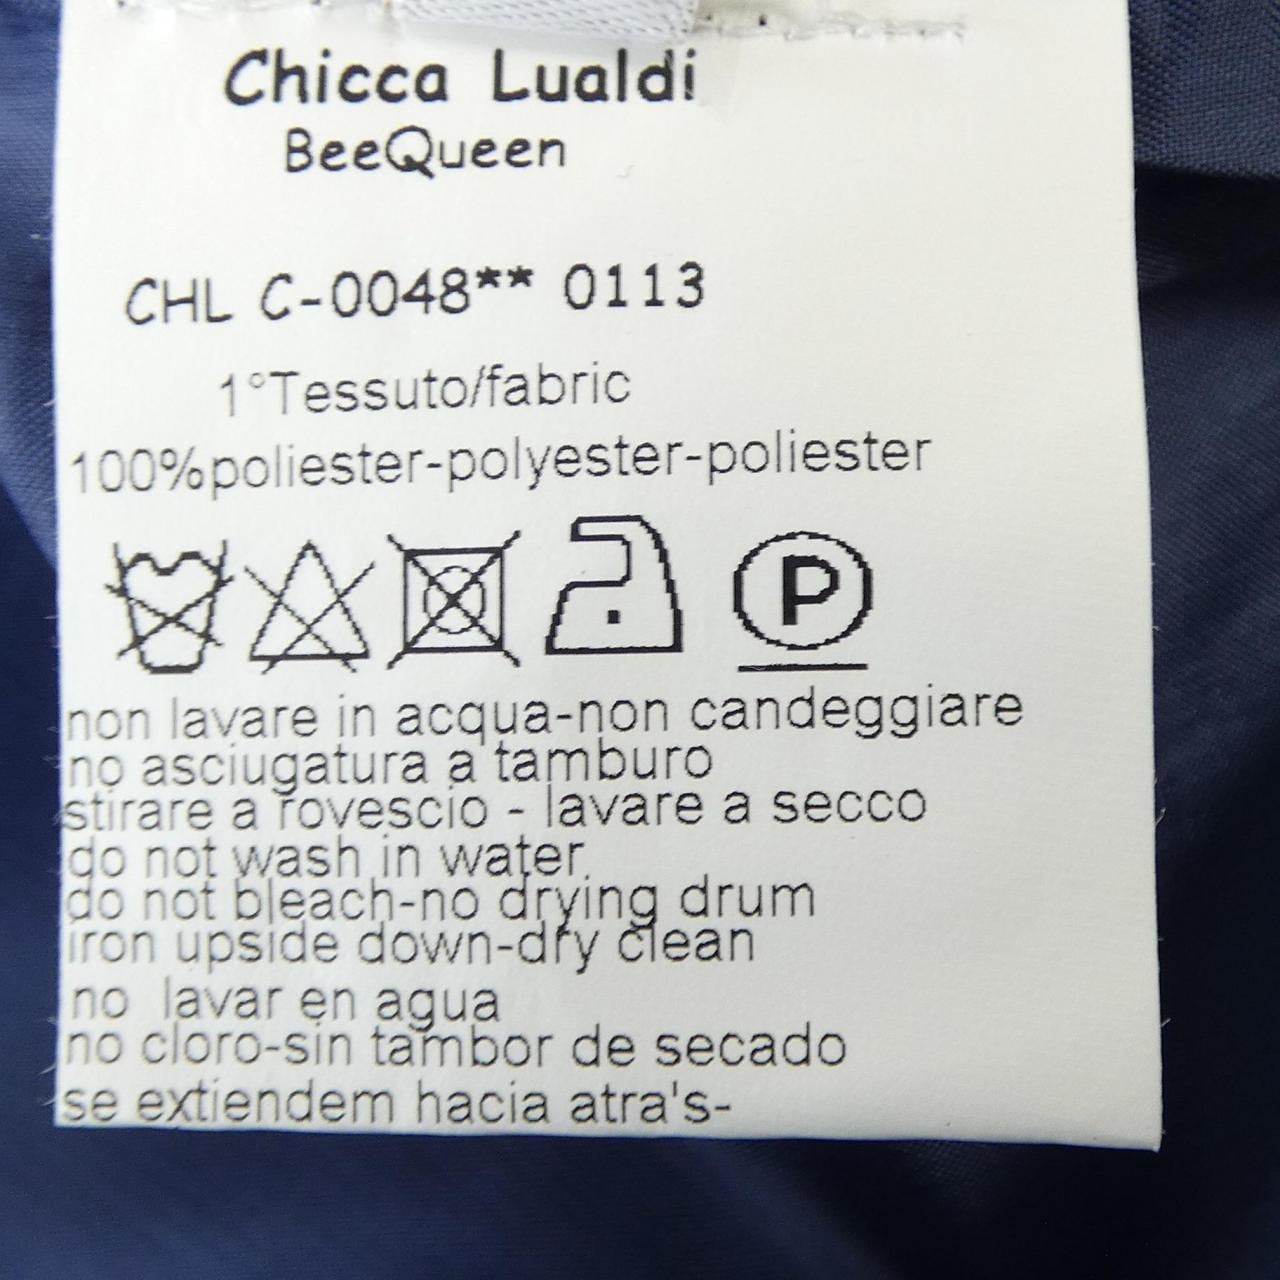 Chicca Lualdi
BeeQueen
CHL C-0048** 0113
1°Tessuto/fabric
100%poliester-polyester-poliester
P
non lavare in acqua-non candeggiare
no asciugatura a tamburo
stirare a rovescio - lavare a secco
do not wash in water
do not bleach-no drying drum
iron upside down-dry clean
no lavar en agua
no cloro-sin tambor de secado
se extiendem hacia atra's-